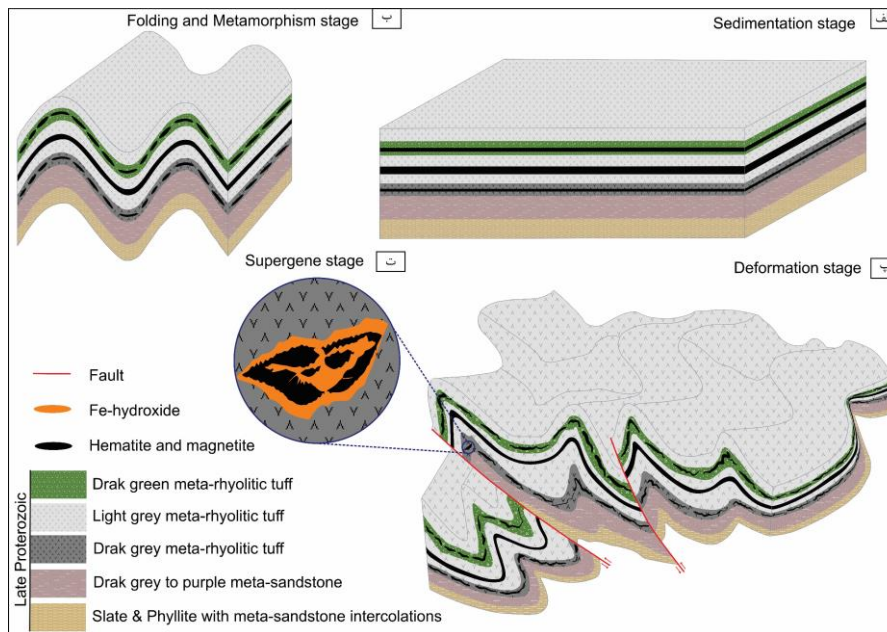 Folding and Metamorphism stage ب
Sedimentation stage الف
Supergene stage ت
Deformation stage پ
Fault
Fe-hydroxide
Hematite and magnetite
Late Proterozoic
Drak green meta-rhyolitic tuff
Light grey meta-rhyolitic tuff
Drak grey meta-rhyolitic tuff
Drak grey to purple meta-sandstone
Slate & Phyllite with meta-sandstone intercolations